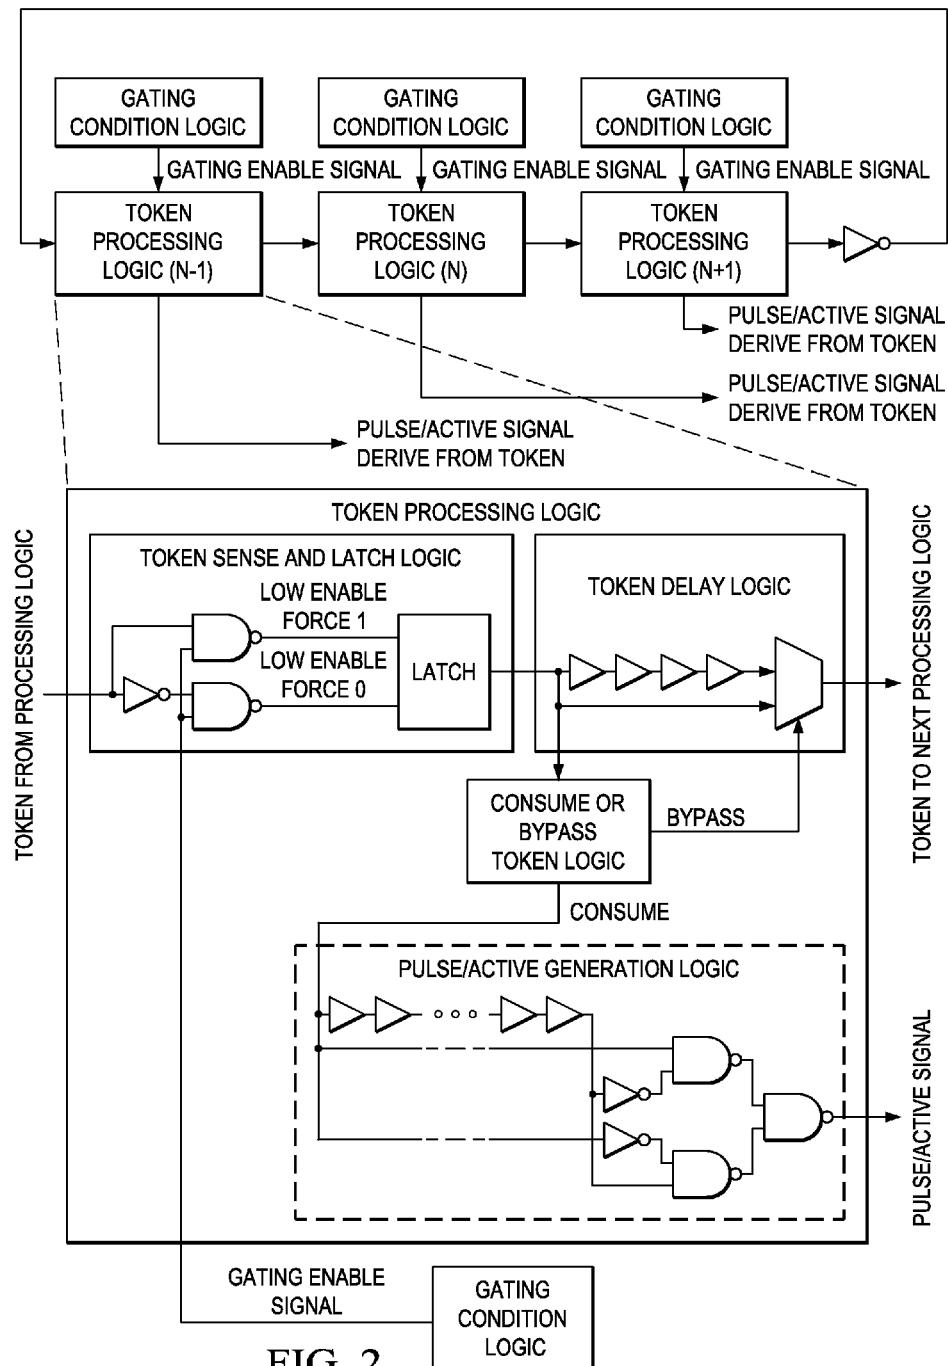 GATING
CONDITION LOGIC
GATING
CONDITION LOGIC
GATING
CONDITION LOGIC
GATING ENABLE SIGNAL
GATING ENABLE SIGNAL
GATING ENABLE SIGNAL
TOKEN
PROCESSING
LOGIC (N-1)
TOKEN
PROCESSING
LOGIC (N)
TOKEN
PROCESSING
LOGIC (N+1)
PULSE/ACTIVE SIGNAL
DERIVE FROM TOKEN
PULSE/ACTIVE SIGNAL
DERIVE FROM TOKEN
PULSE/ACTIVE SIGNAL
DERIVE FROM TOKEN
TOKEN PROCESSING LOGIC
TOKEN FROM PROCESSING LOGIC
TOKEN SENSE AND LATCH LOGIC
LOW ENABLE
FORCE 1
LOW ENABLE
FORCE 0
LATCH
TOKEN DELAY LOGIC
TOKEN TO NEXT PROCESSING LOGIC
CONSUME OR
BYPASS
TOKEN LOGIC
BYPASS
CONSUME
PULSE/ACTIVE GENERATION LOGIC
PULSE/ACTIVE SIGNAL
GATING ENABLE
SIGNAL
GATING
CONDITION
LOGIC
FIG. 2